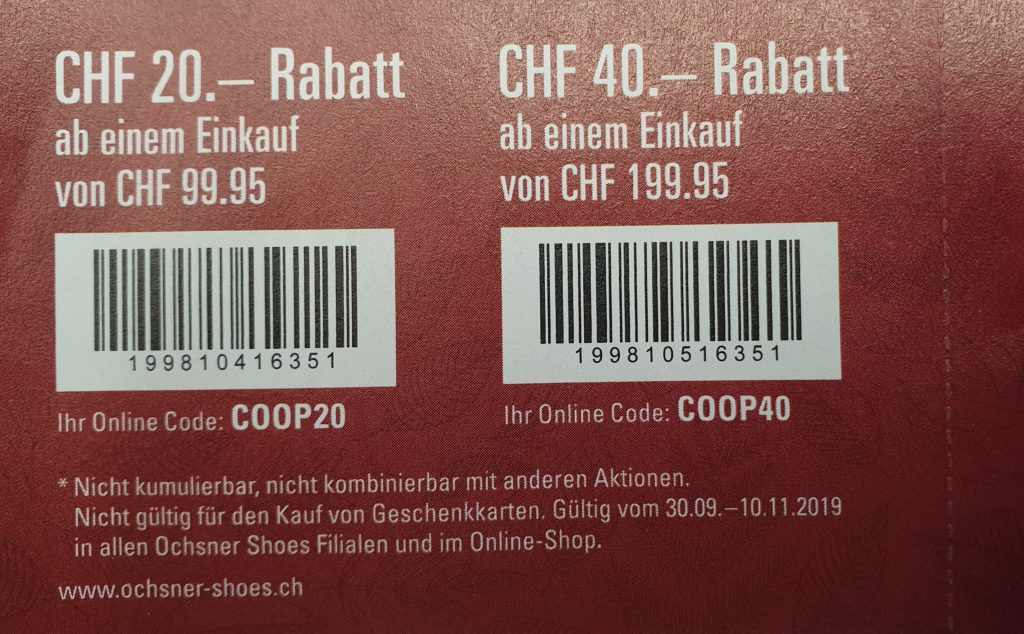 CHF 20.– Rabatt
ab einem Einkauf
von CHF 99.95
199810416351
Ihr Online Code: COOP20
CHF 40.– Rabatt
ab einem Einkauf
von CHF 199.95
199810516351
Ihr Online Code: COOP40
* Nicht kumulierbar, nicht kombinierbar mit anderen Aktionen.
Nicht gültig für den Kauf von Geschenkkarten. Gültig vom 30.09.–10.11.2019
in allen Ochsner Shoes Filialen und im Online-Shop.
www.ochsner-shoes.ch